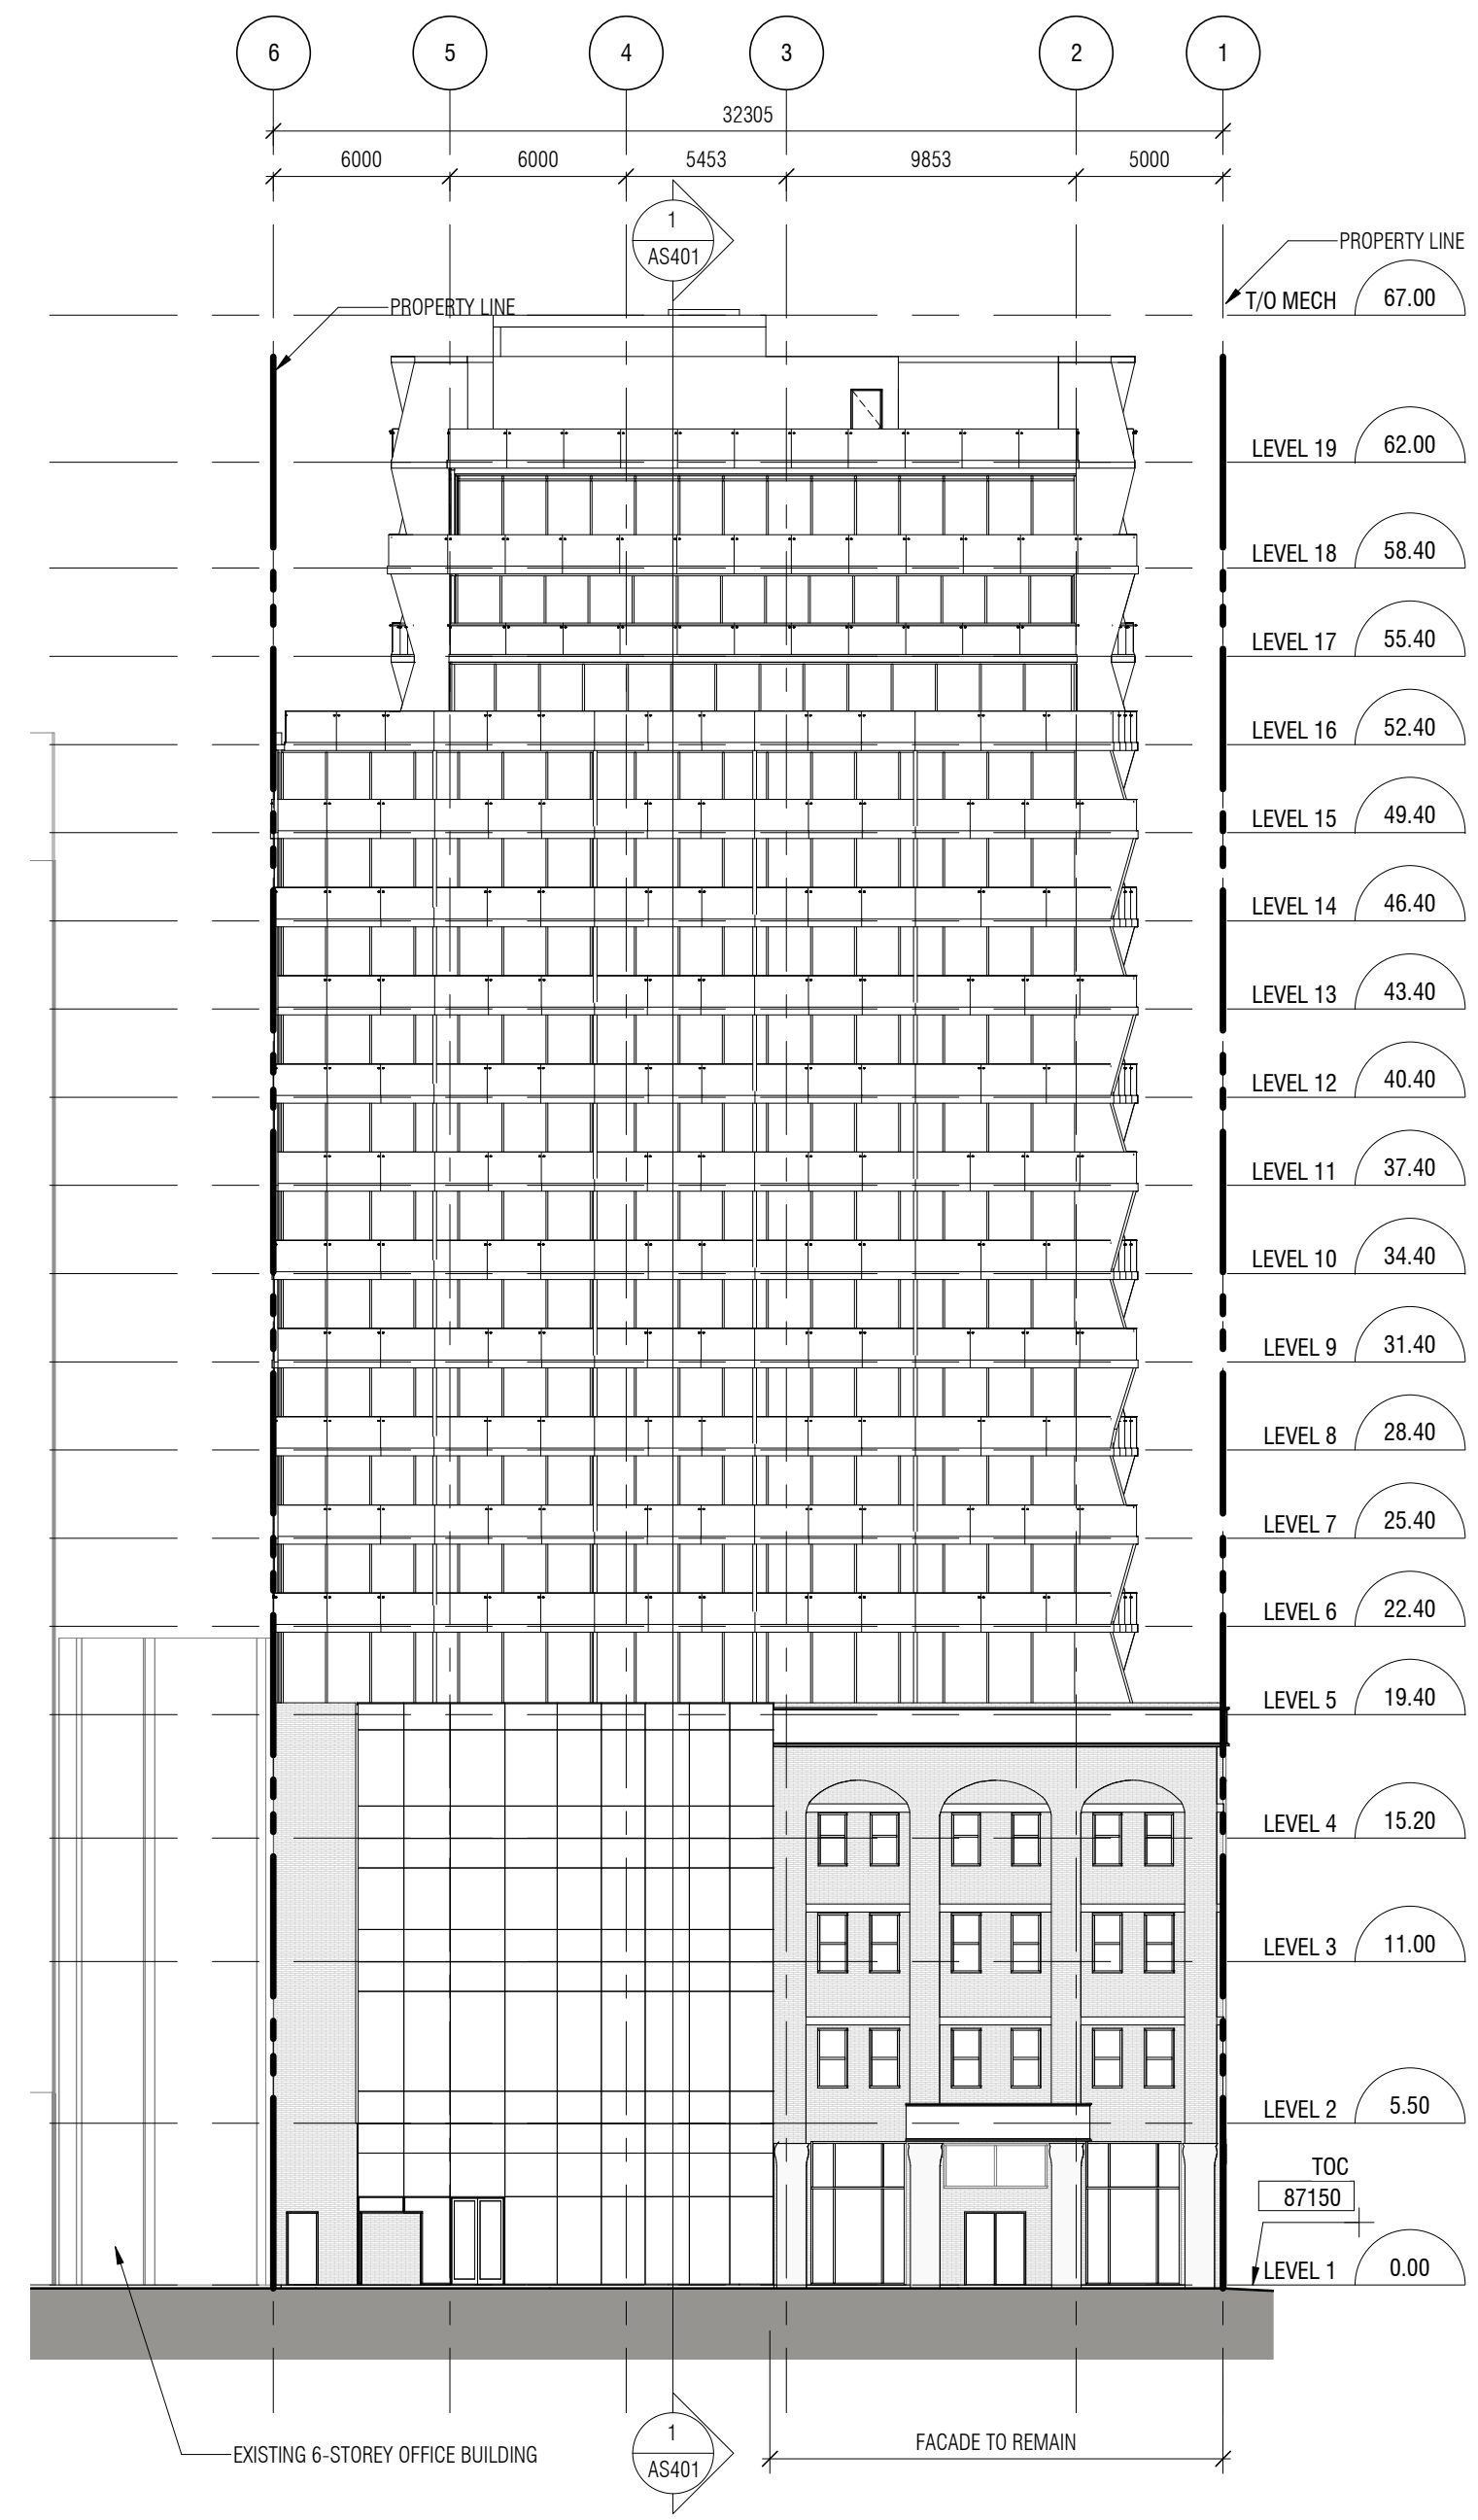 6 5 4 3 2 1
32305
6000 6000 5453 9853 5000
1
AS401
PROPERTY LINE
PROPERTY LINE
T/O MECH 67.00
LEVEL 19 62.00
LEVEL 18 58.40
LEVEL 17 55.40
LEVEL 16 52.40
LEVEL 15 49.40
LEVEL 14 46.40
LEVEL 13 43.40
LEVEL 12 40.40
LEVEL 11 37.40
LEVEL 10 34.40
LEVEL 9 31.40
LEVEL 8 28.40
LEVEL 7 25.40
LEVEL 6 22.40
LEVEL 5 19.40
LEVEL 4 15.20
LEVEL 3 11.00
LEVEL 2 5.50
TOC
87150
LEVEL 1 0.00
EXISTING 6-STOREY OFFICE BUILDING
1
AS401
FACADE TO REMAIN